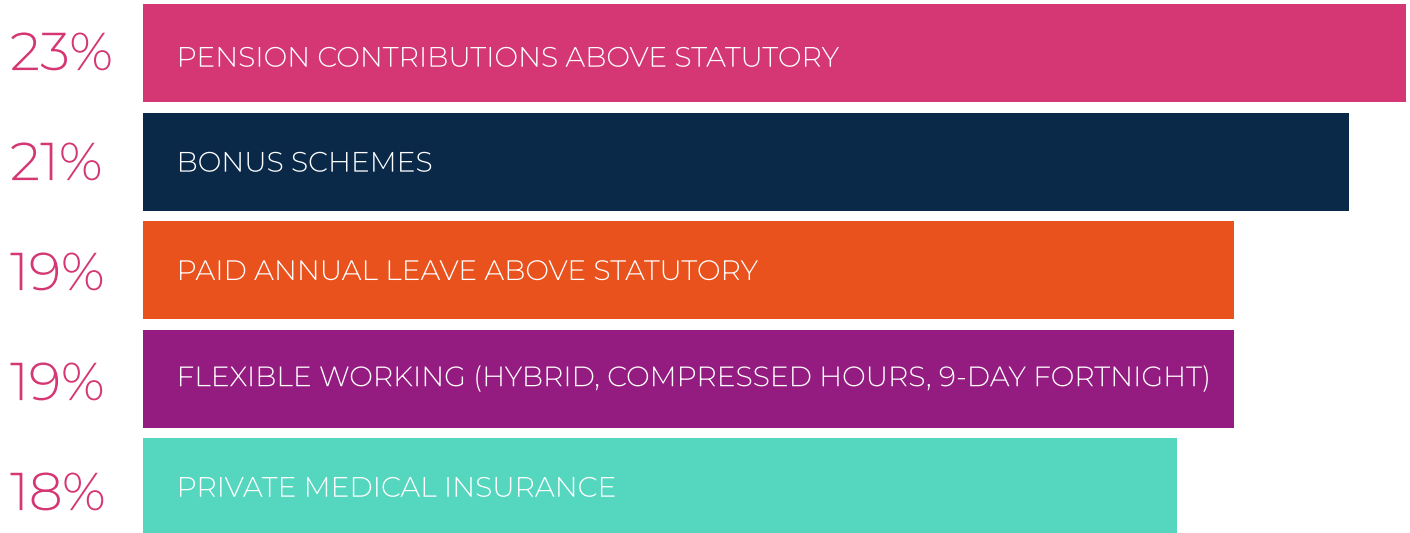 23% PENSION CONTRIBUTIONS ABOVE STATUTORY
21% BONUS SCHEMES
19% PAID ANNUAL LEAVE ABOVE STATUTORY
19% FLEXIBLE WORKING (HYBRID, COMPRESSED HOURS, 9-DAY FORTNIGHT)
18% PRIVATE MEDICAL INSURANCE